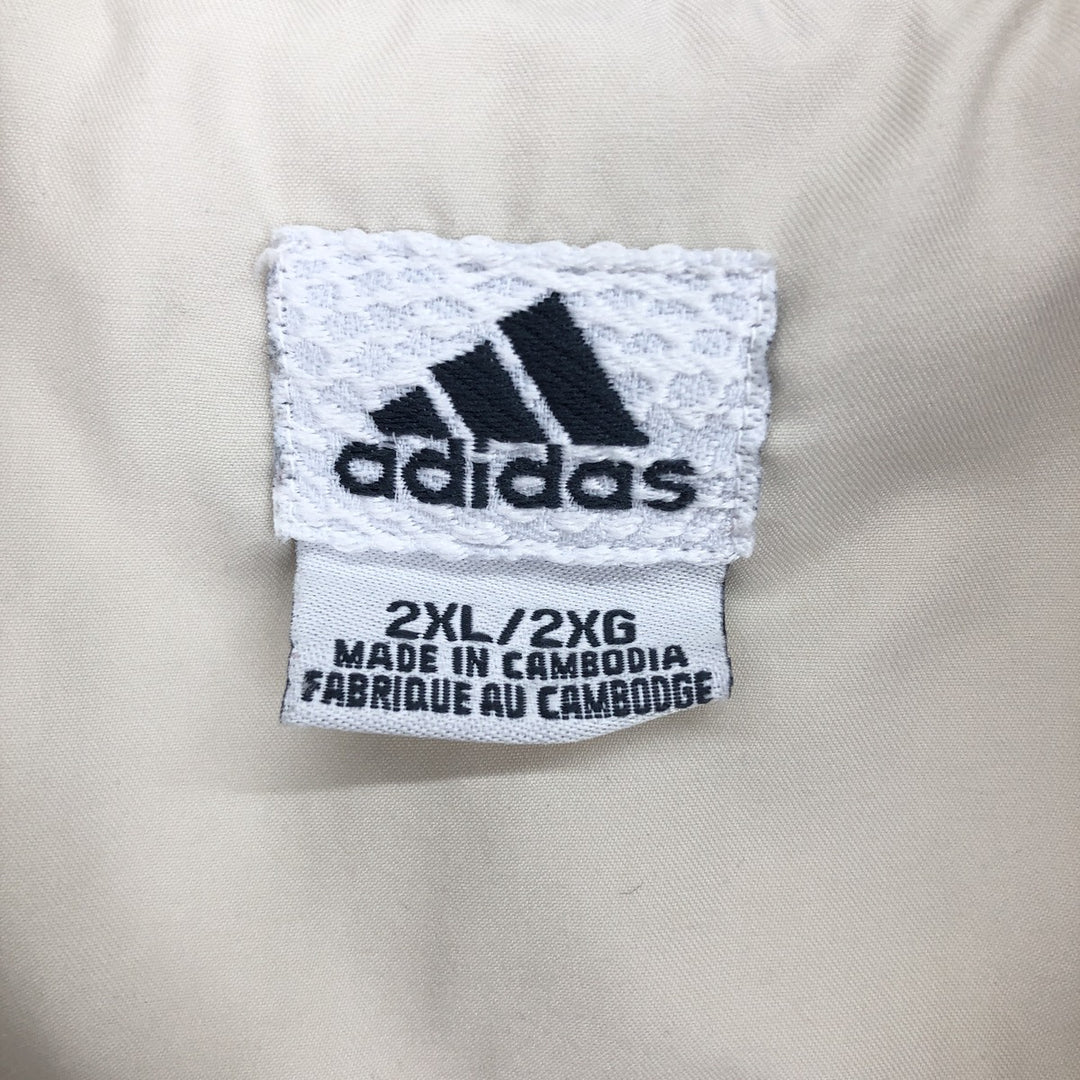 adidas
2XL/2XG
MADE IN CAMBODIA
FABRIQUE AU CAMBODGE